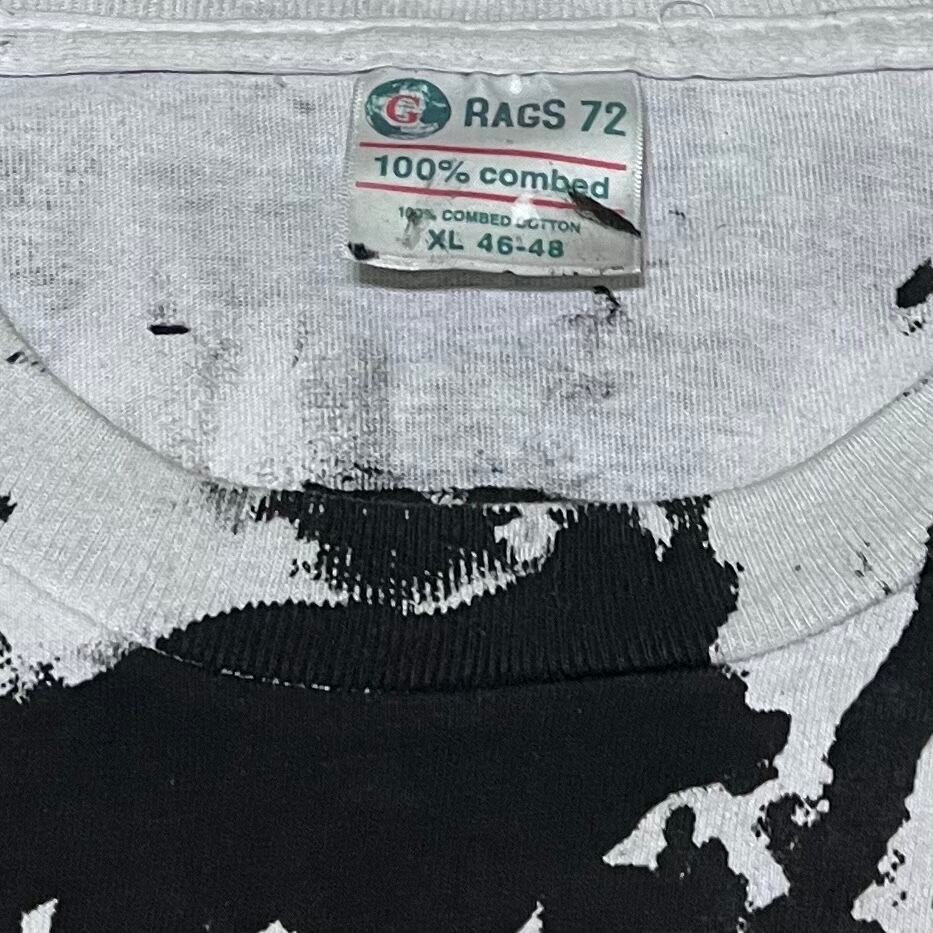 G RAGS 72
100% combed
100% COMBED COTTON
XL 46-48